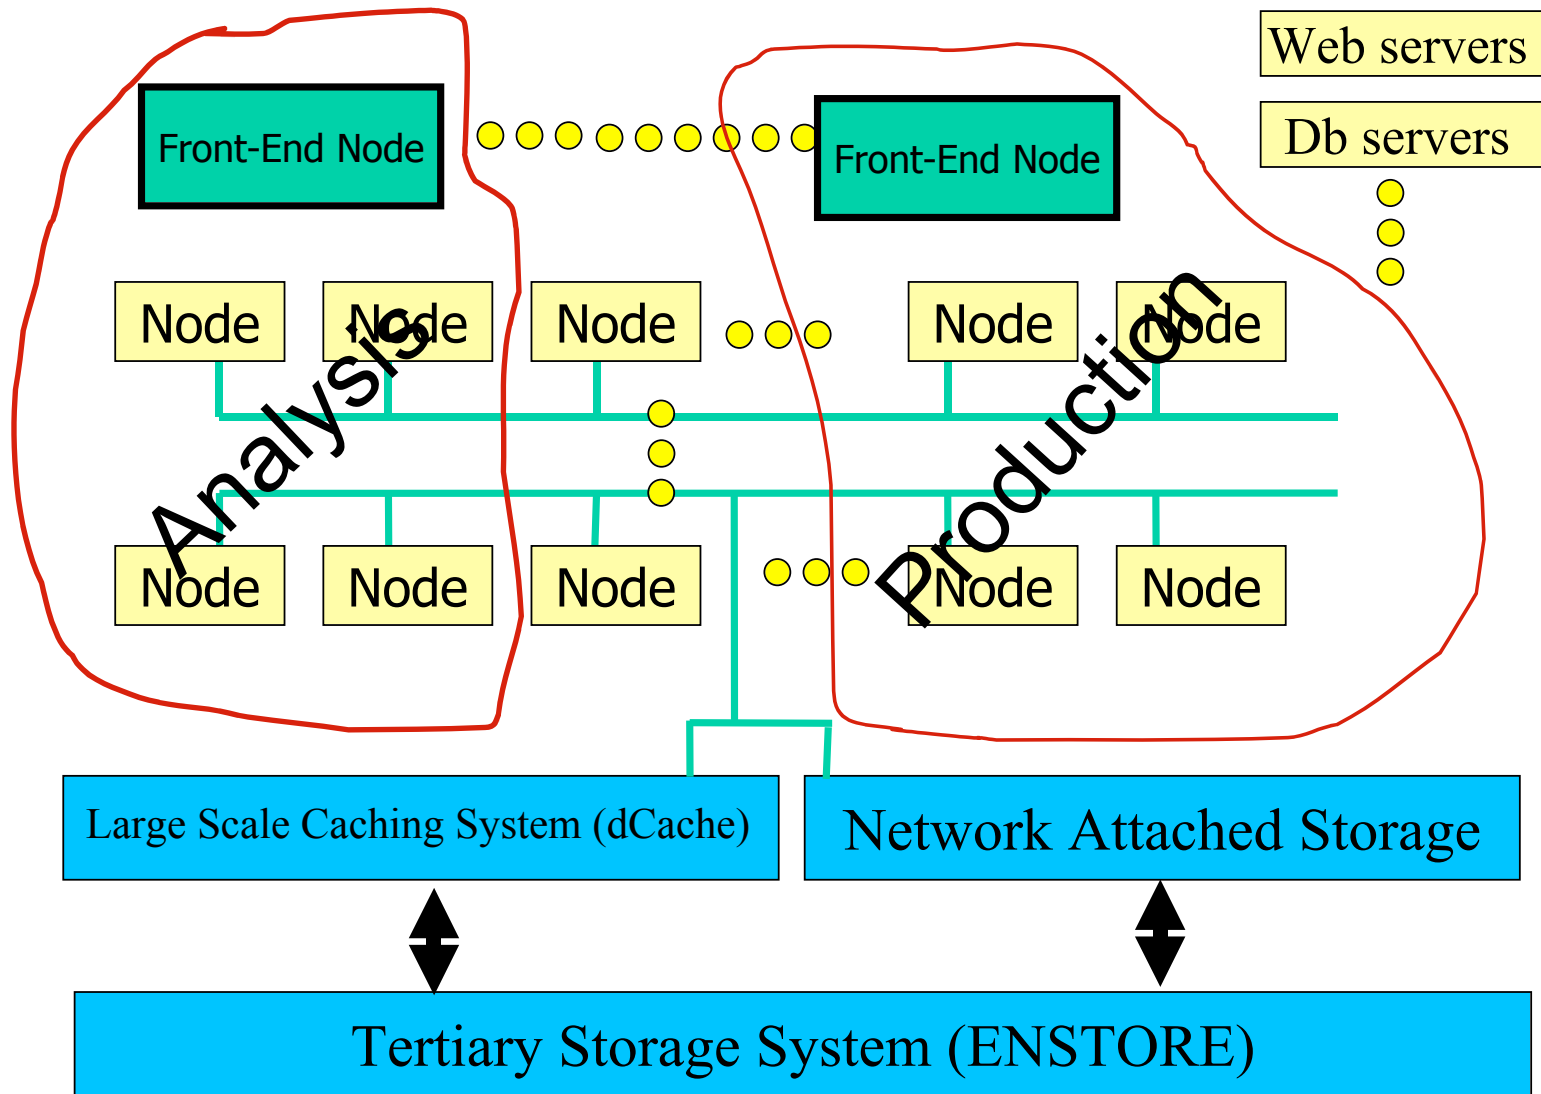 Web servers
Db servers
Front-End Node
Front-End Node
Node
Node
Node
Node
Node
Analysis
Production
Node
Node
Node
Node
Node
Large Scale Caching System (dCache)
Network Attached Storage
Tertiary Storage System (ENSTORE)